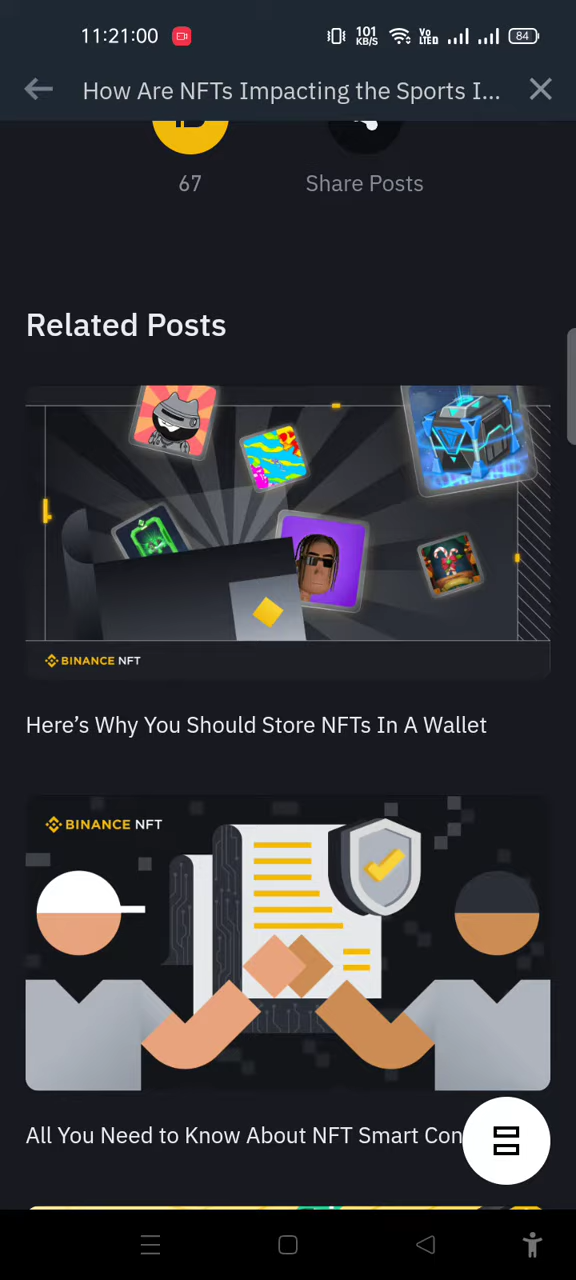 11:21:00
101
KB/S
Vo
LTED
84
How Are NFTs Impacting the Sports I...
67
Share Posts
Related Posts
BINANCE NFT
Here’s Why You Should Store NFTs In A Wallet
BINANCE NFT
All You Need to Know About NFT Smart Con